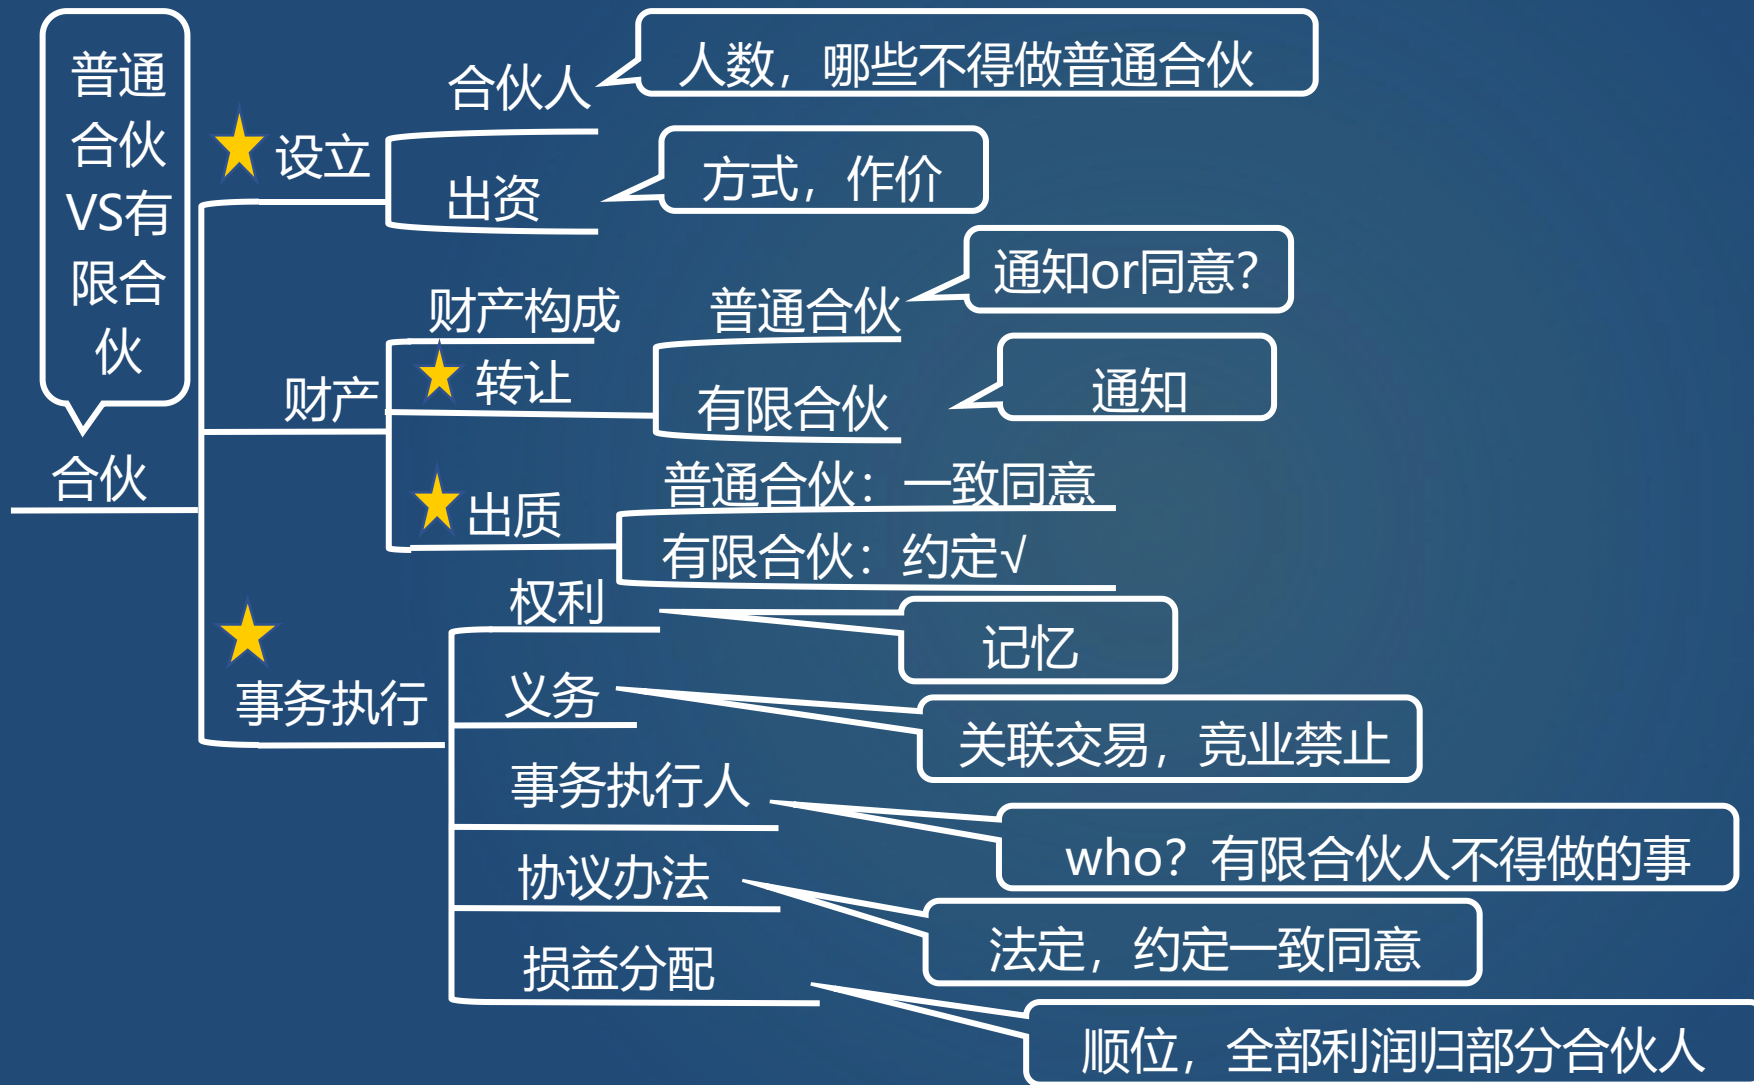 普通
合伙
VS有
限合
伙
合伙
设立
合伙人
人数，哪些不得做普通合伙
出资
方式，作价
财产
财产构成
转让
普通合伙
通知or同意？
有限合伙
通知
出质
普通合伙：一致同意
有限合伙：约定√
事务执行
权利
记忆
义务
关联交易，竞业禁止
事务执行人
who？有限合伙人不得做的事
协议办法
法定，约定一致同意
损益分配
顺位，全部利润归部分合伙人